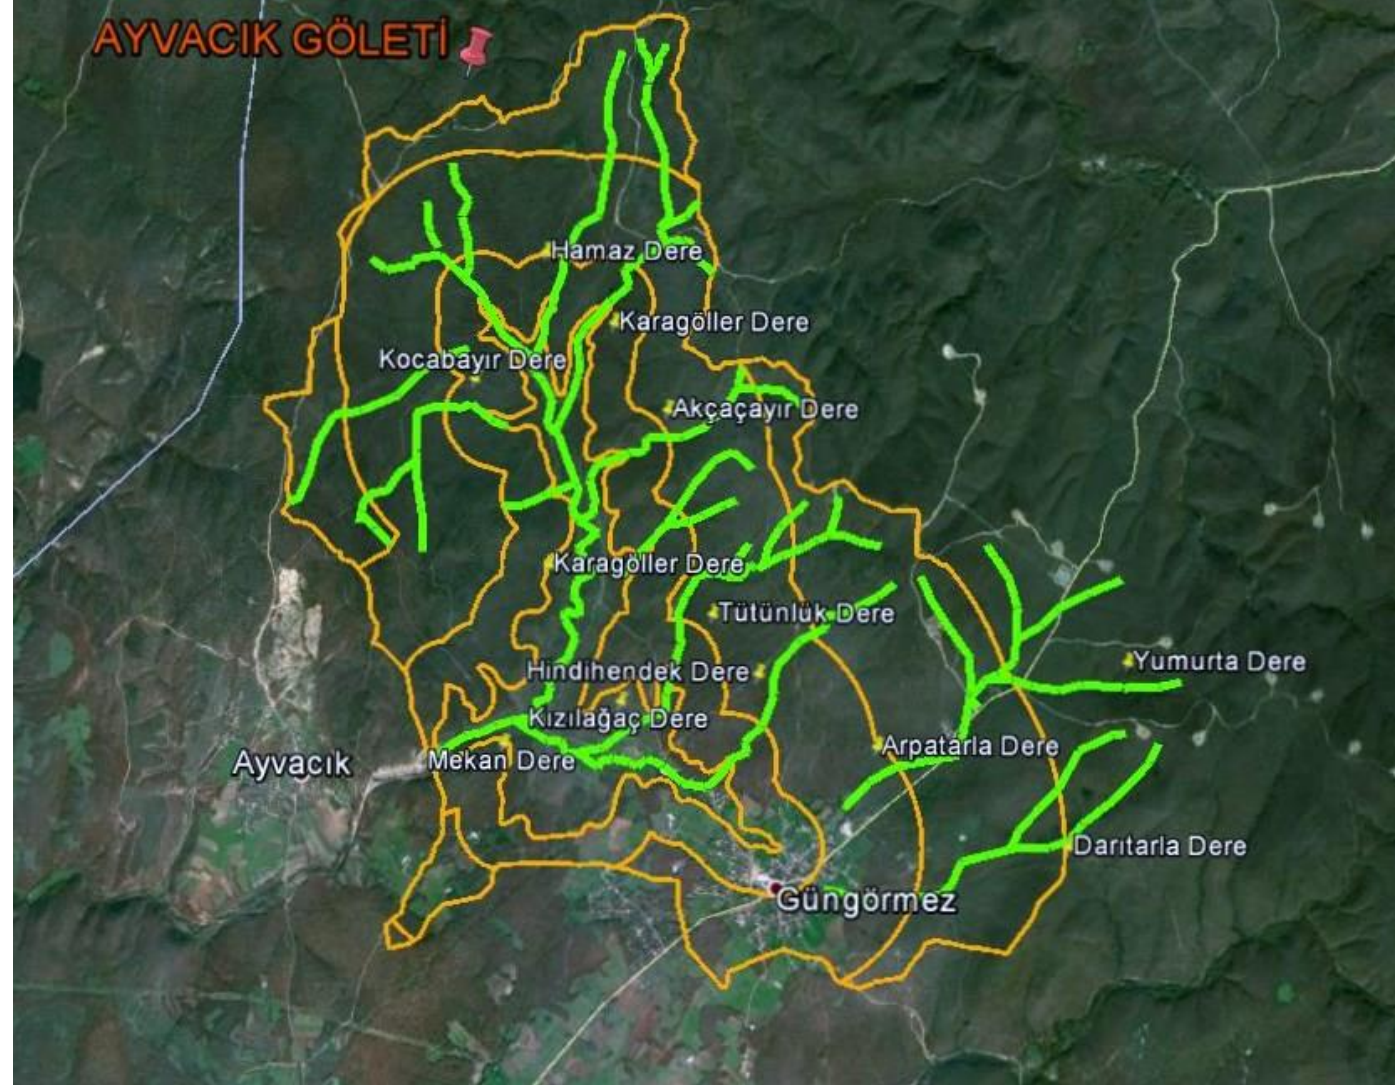 AYVACIK GÖLETİ
Hamaz Dere
Karagöller Dere
Kocabayır Dere
Akçaçayır Dere
Karagöller Dere
Tütünlük Dere
Hindihendek Dere
Yumurta Dere
Kızılağaç Dere
Arpatarla Dere
Mekan Dere
Ayvacık
Darıtarla Dere
Güngörmez